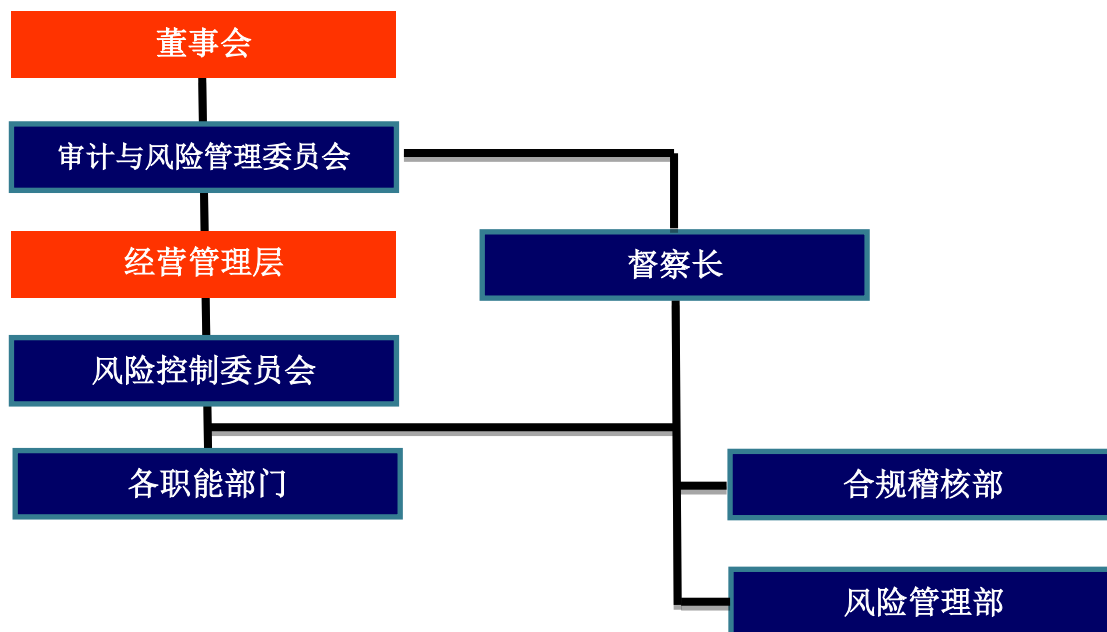 董事会
审计与风险管理委员会
经营管理层
督察长
风险控制委员会
各职能部门
合规稽核部
风险管理部